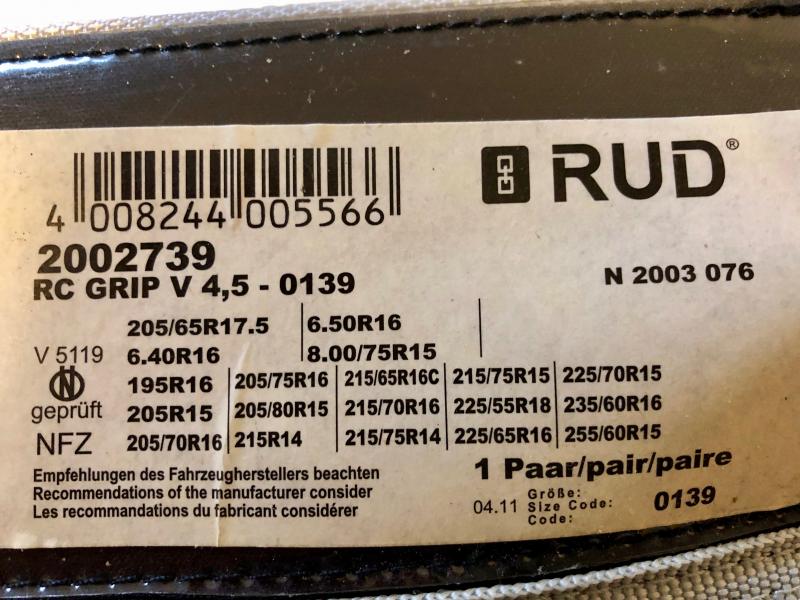 RUD®
4 008244 005566
2002739
RC GRIP V 4,5 - 0139
N 2003 076
205/65R17.5 6.50R16
V 5119 6.40R16 8.00/75R15
195R16 205/75R16 215/65R16C 215/75R15 225/70R15
geprüft 205R15 205/80R15 215/70R16 225/55R18 235/60R16
NFZ 205/70R16 215R14 215/75R14 225/65R16 255/60R15
Empfehlungen des Fahrzeugherstellers beachten
Recommendations of the manufacturer consider
Les recommandations du fabricant considérer
1 Paar/pair/paire
04.11 Größe:
Size Code: 0139
Code: